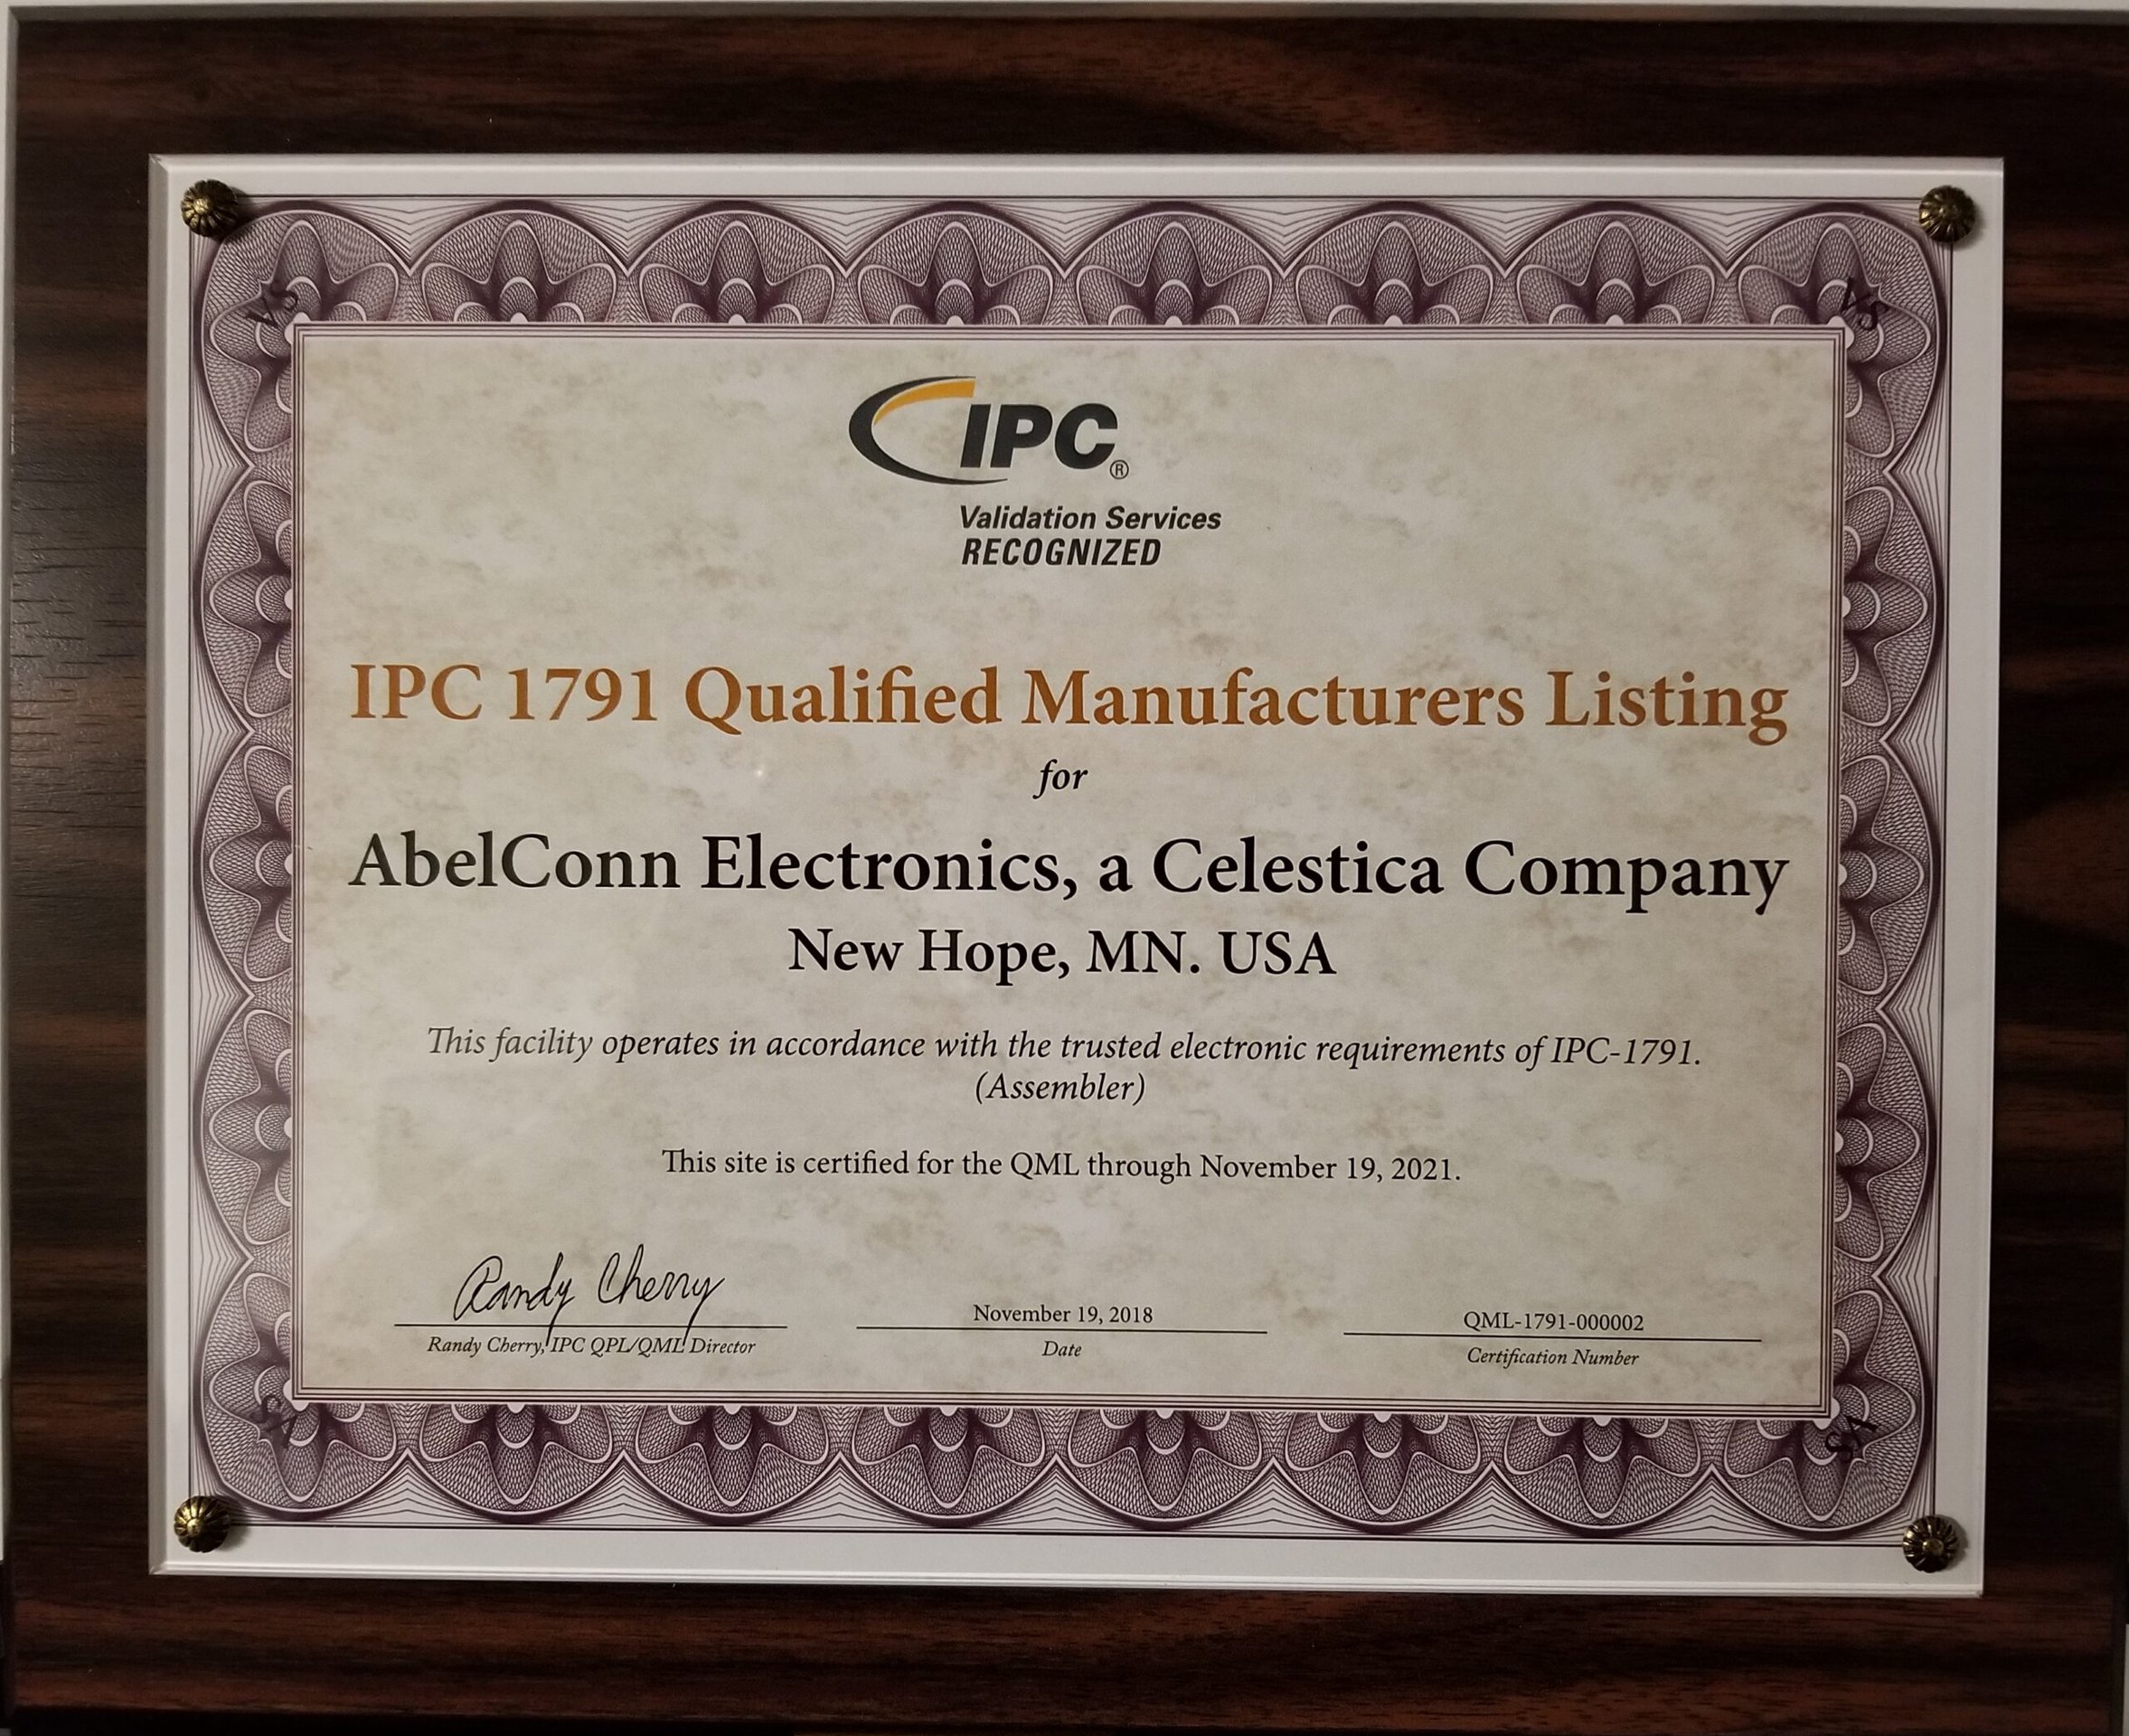 IPC®
Validation Services
RECOGNIZED
IPC 1791 Qualified Manufacturers Listing
for
AbelConn Electronics, a Celestica Company
New Hope, MN. USA
This facility operates in accordance with the trusted electronic requirements of IPC-1791.
(Assembler)
This site is certified for the QML through November 19, 2021.
Randy Cherry
November 19, 2018
QML-1791-000002
Randy Cherry, IPC QPL/QML Director
Date
Certification Number